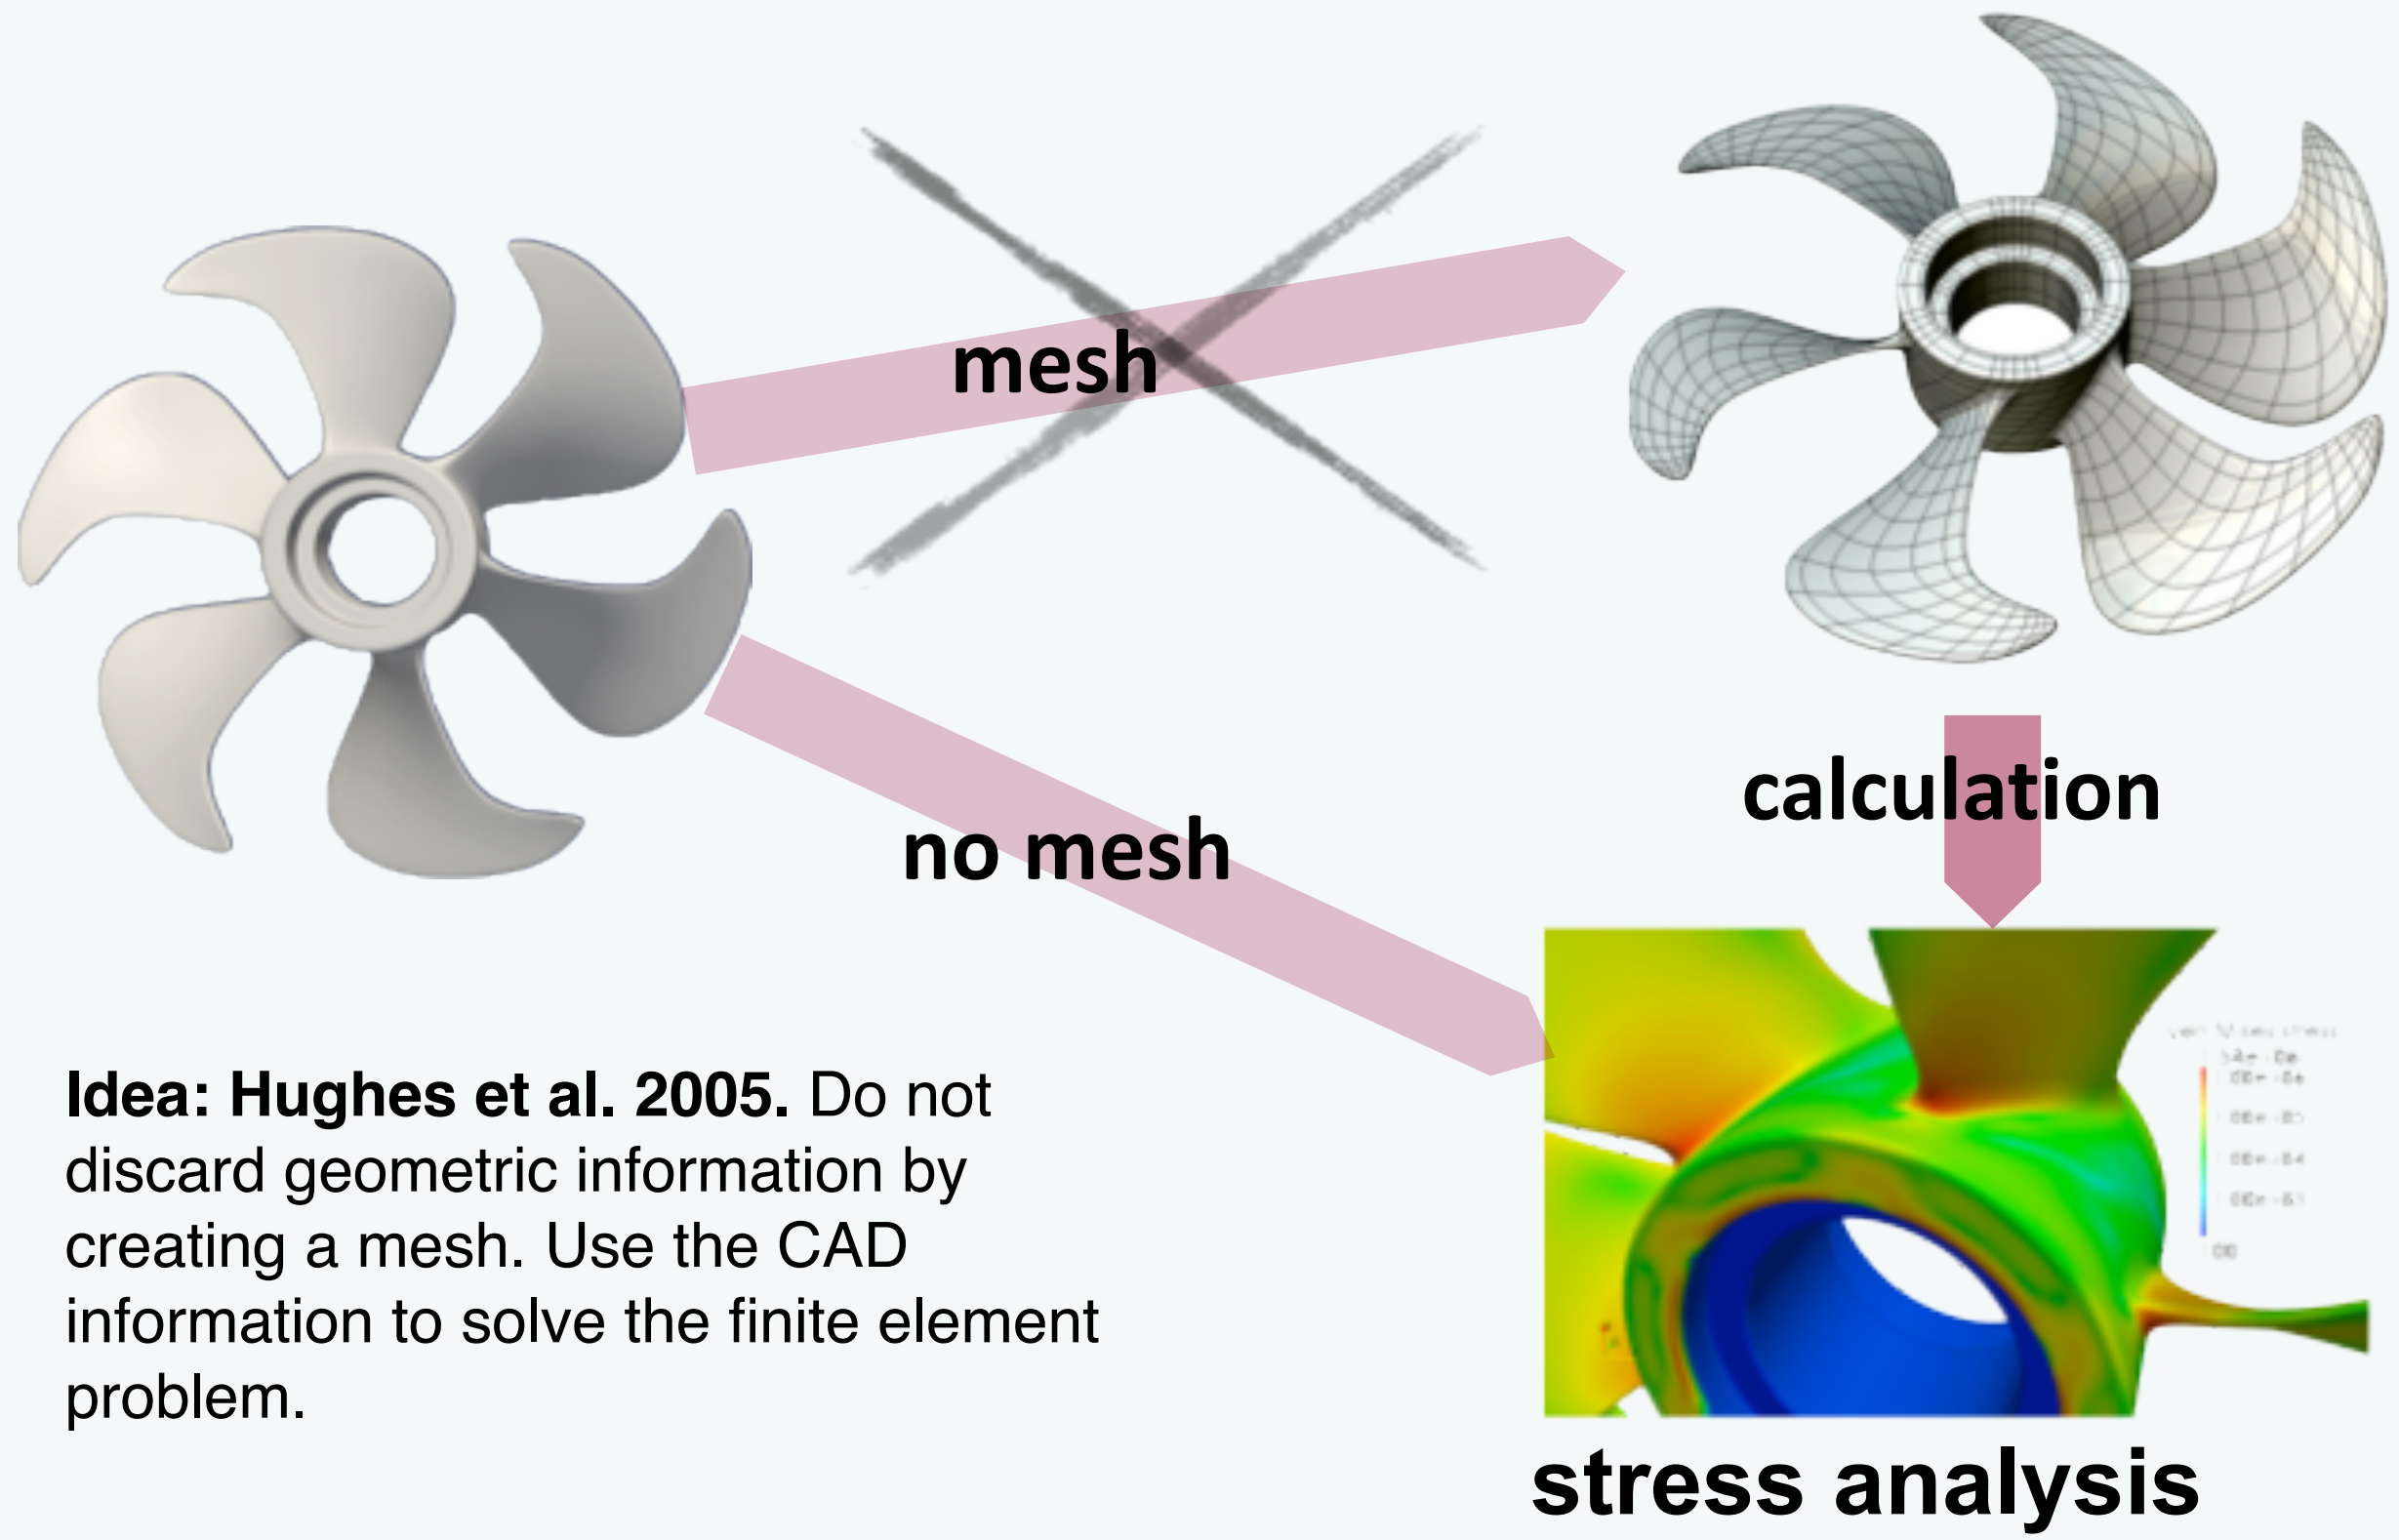 mesh
calculation
no mesh
Idea: Hughes et al. 2005. Do not
discard geometric information by
creating a mesh. Use the CAD
information to solve the finite element
problem.
stress analysis